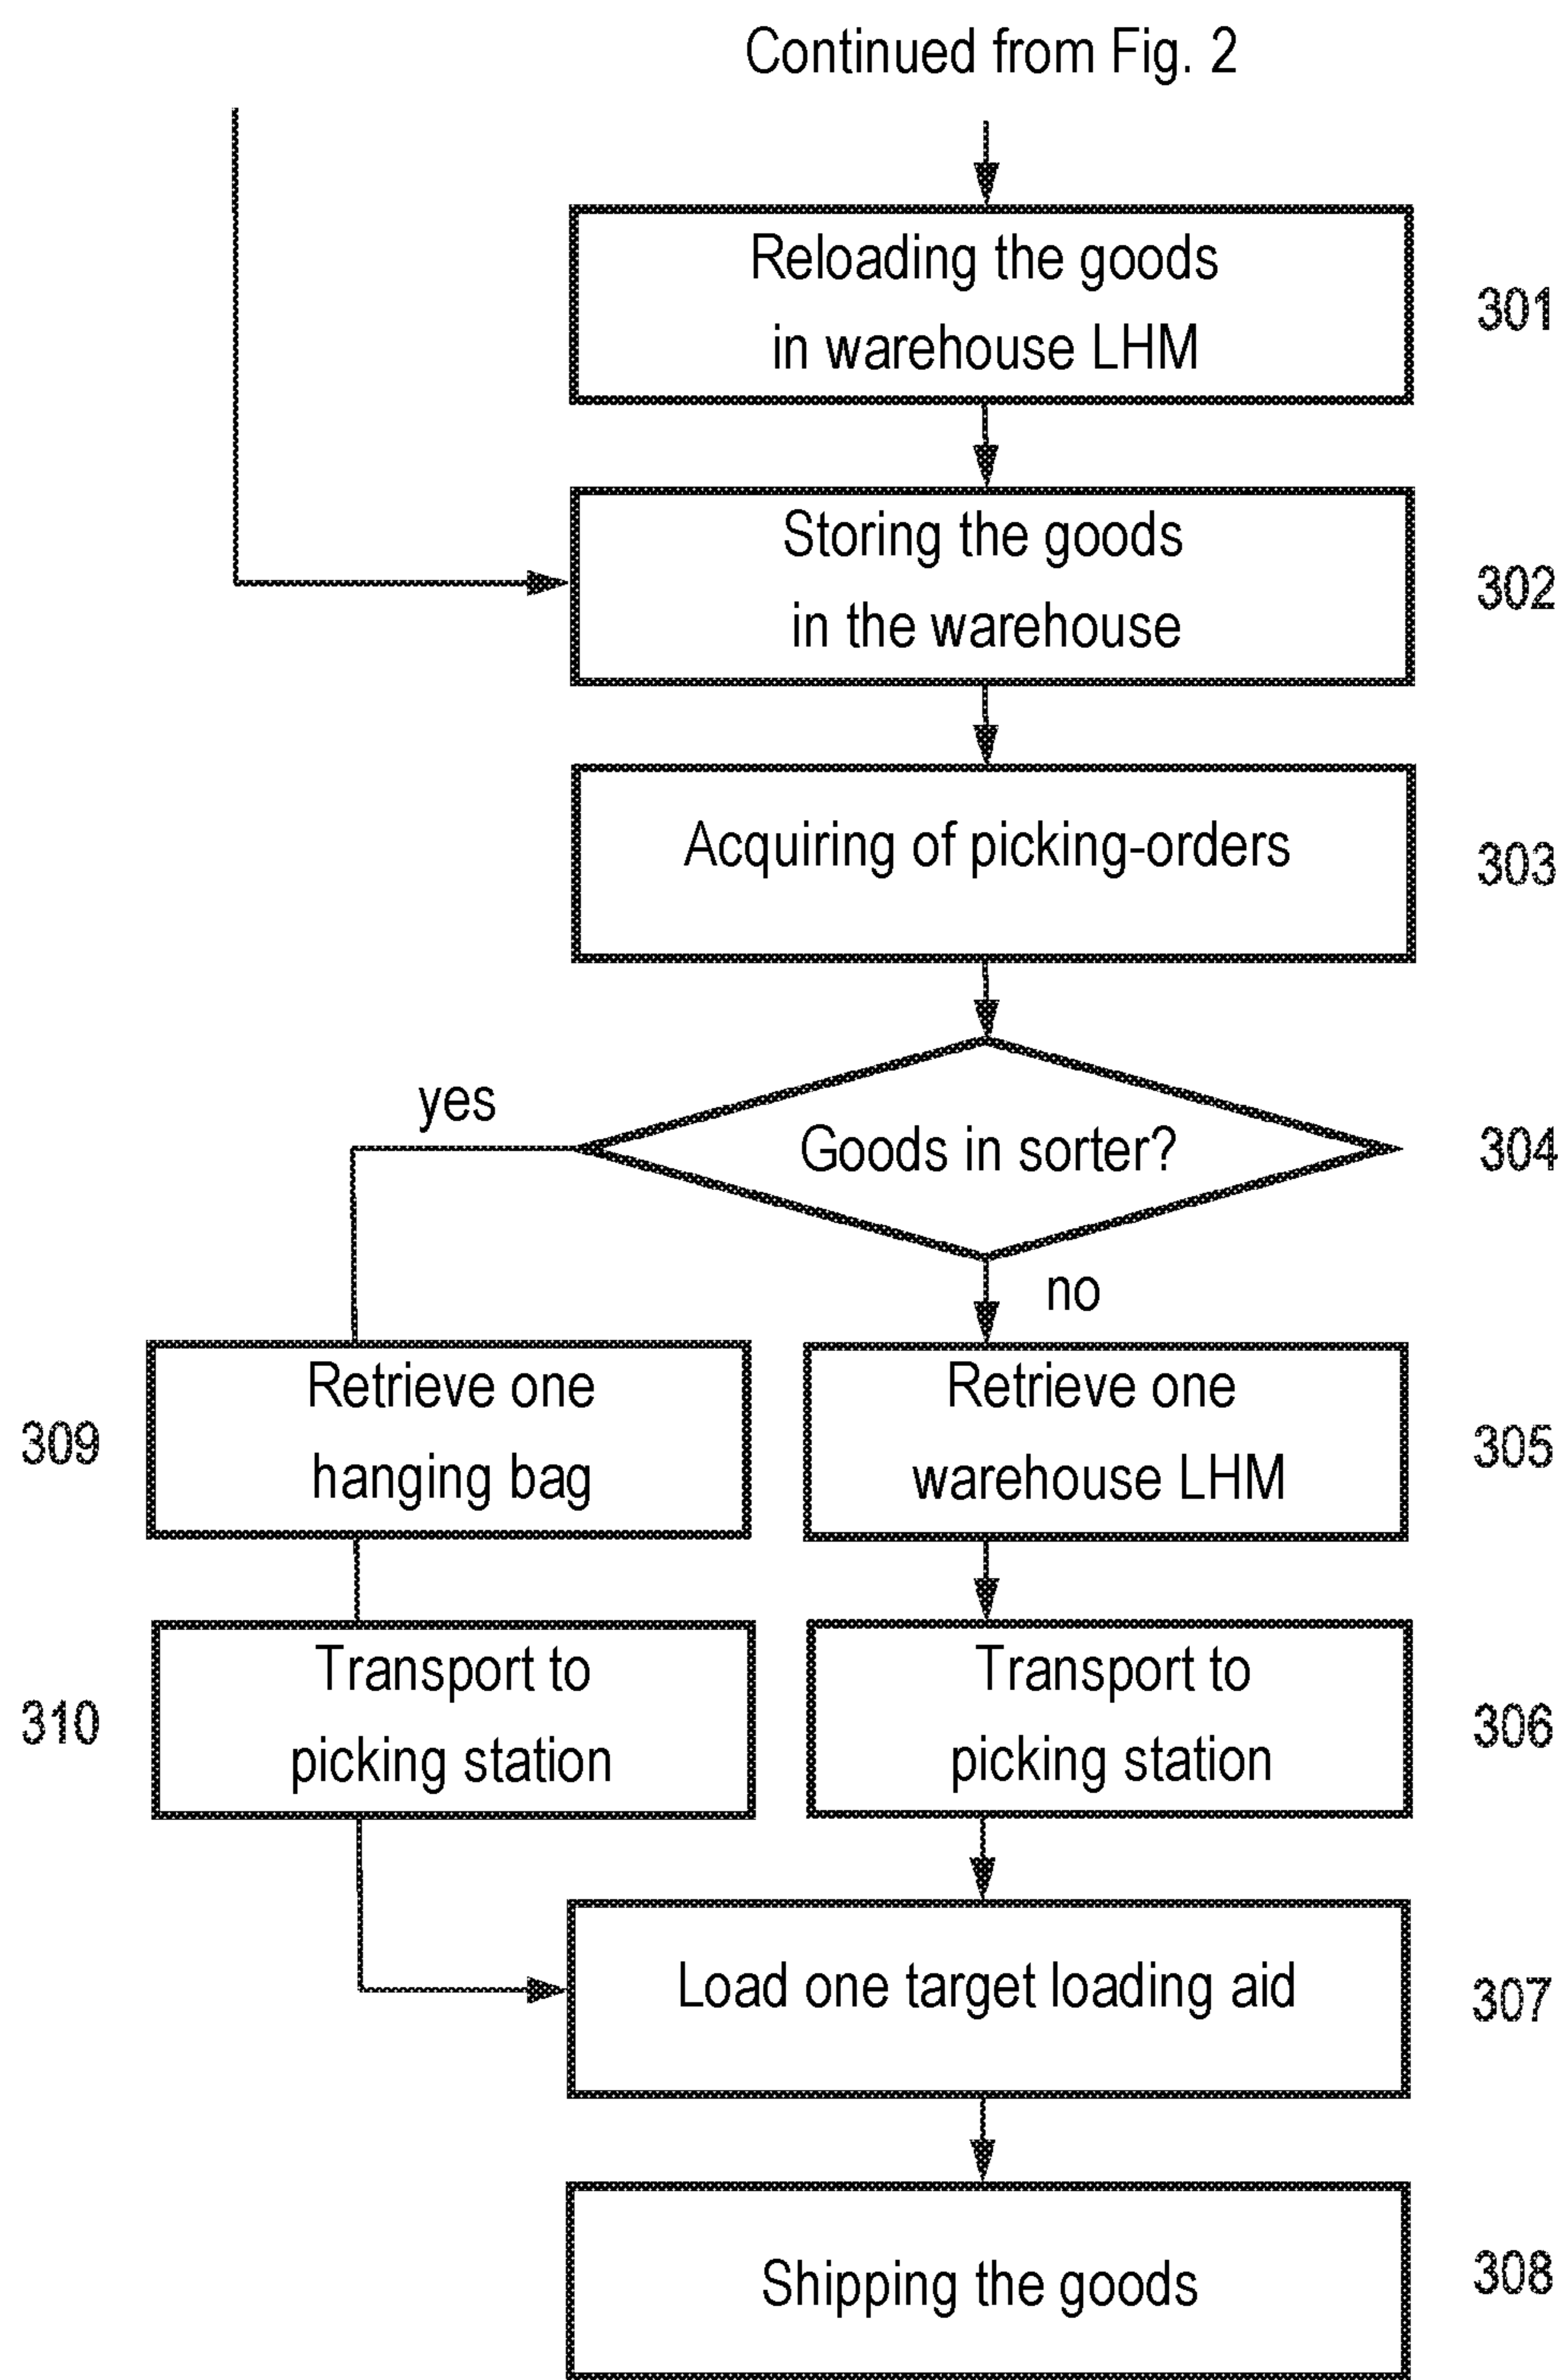 Continued from Fig. 2
Reloading the goods
in warehouse LHM
301
Storing the goods
in the warehouse
302
Acquiring of picking-orders
303
yes
Goods in sorter?
304
no
309
Retrieve one
hanging bag
Retrieve one
warehouse LHM
305
310
Transport to
picking station
Transport to
picking station
306
Load one target loading aid
307
Shipping the goods
308